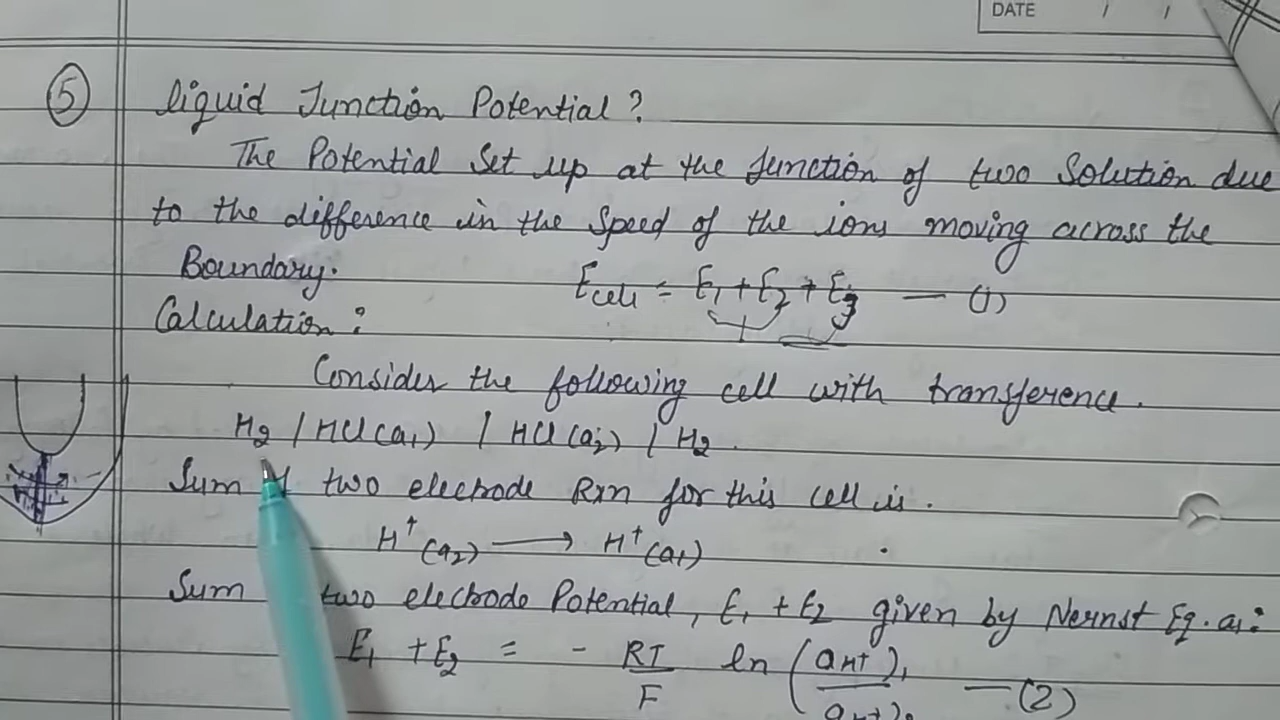 DATE / /
5 Liquid Junction Potential?
The Potential Set up at the Junction of two Solution due
to the difference in the speed of the ions moving across the
Boundary.
Ecell = E1 + E2 + Eg — (1)
Calculation:
Consider the following cell with transference.
H2 / HCl (a1) / HCl (a2) / H2.
Sum two electrode Rxn for this cell is.
H+ (a2) → H+ (a1)
Sum two electrode Potential, E1 + E2 given by Nernst Eq. as:
E1 + E2 = - RT/F ln (aH+)1 / (aH+)2 — (2)